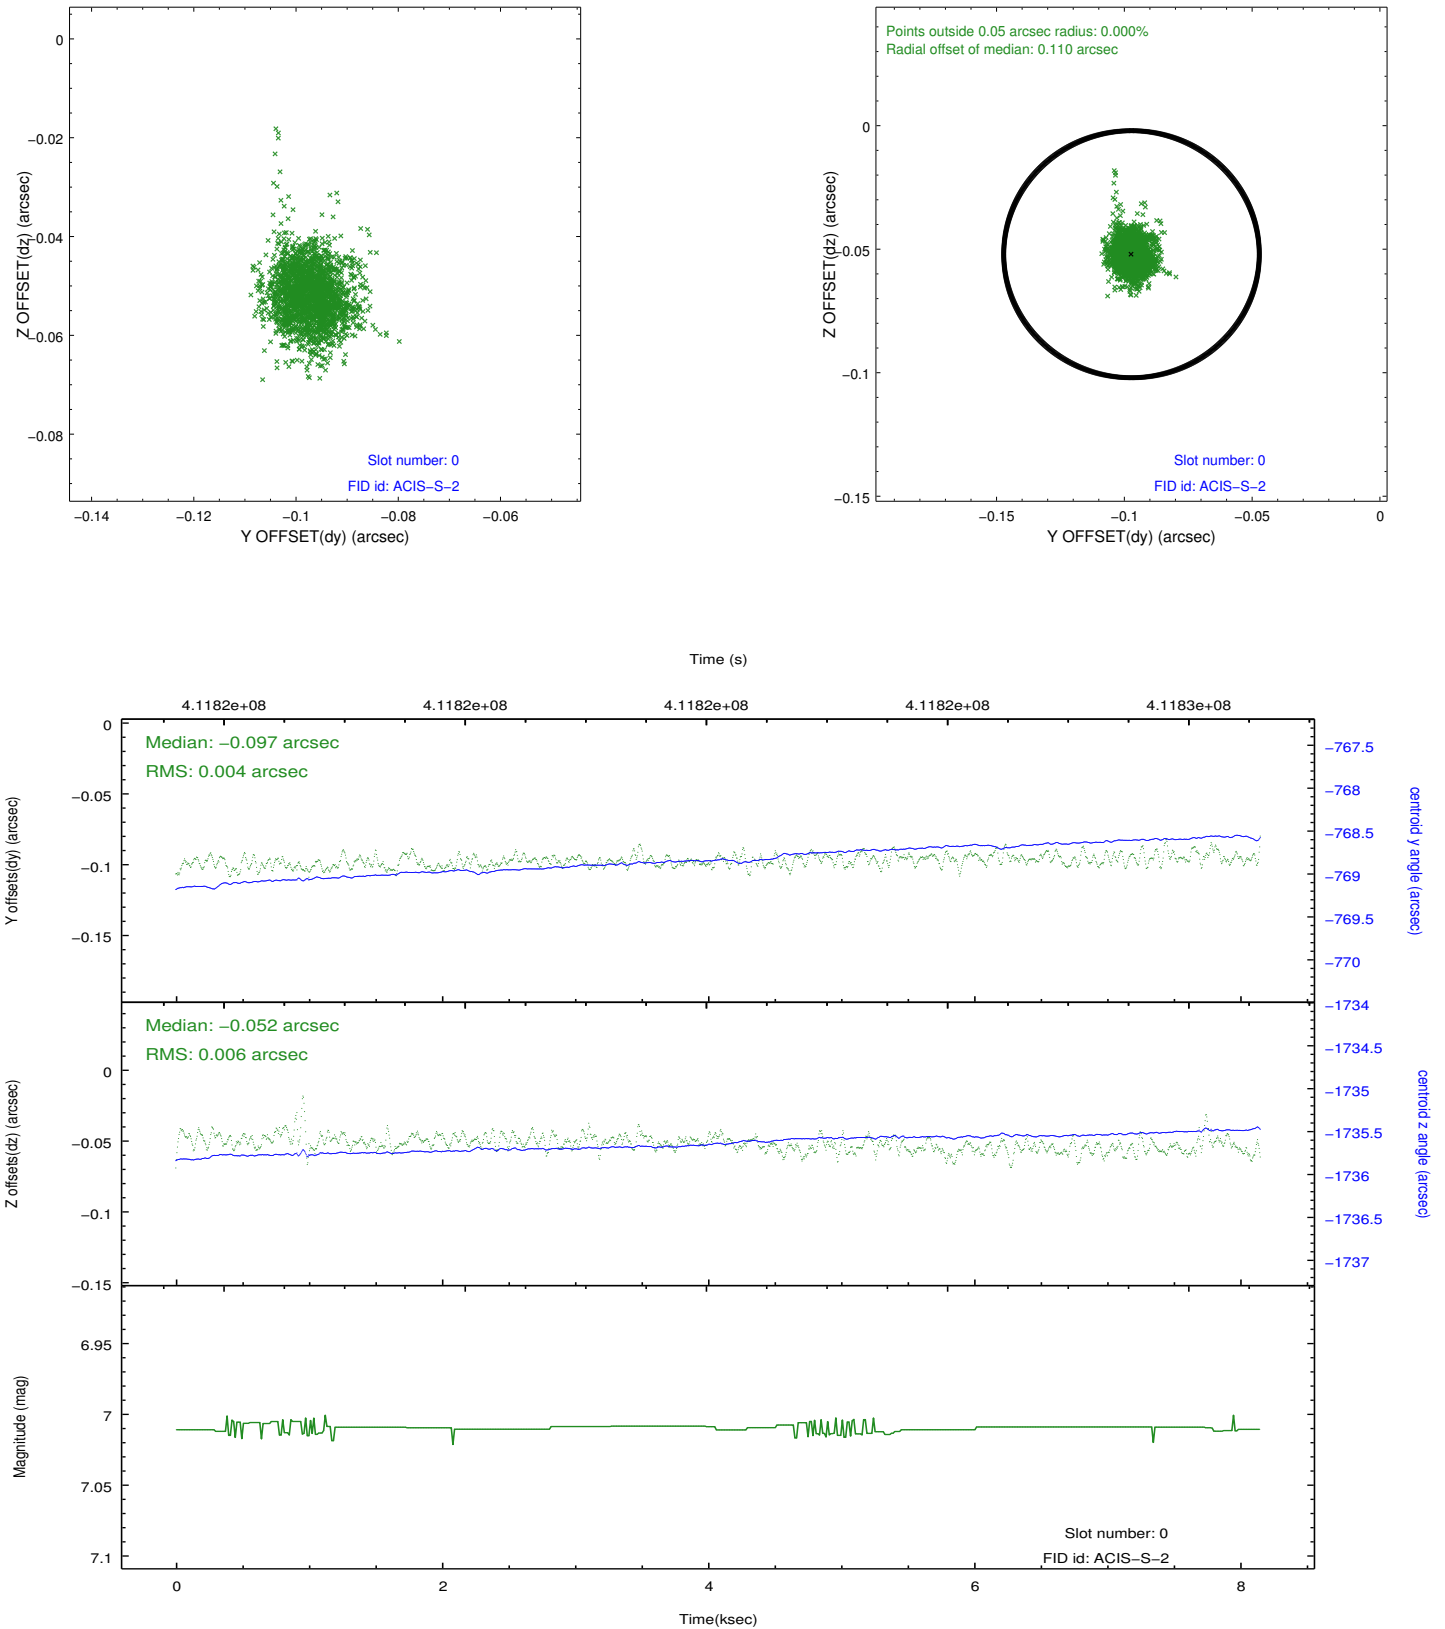 0
−0.02
−0.04
−0.06
−0.08
Z OFFSET(dz) (arcsec)
Slot number: 0
FID id: ACIS−S−2
−0.14
−0.12
−0.1
−0.08
−0.06
Y OFFSET(dy) (arcsec)
Points outside 0.05 arcsec radius: 0.000%
Radial offset of median: 0.110 arcsec
0
−0.05
−0.1
−0.15
Z OFFSET(dz) (arcsec)
Slot number: 0
FID id: ACIS−S−2
−0.15
−0.1
−0.05
0
Y OFFSET(dy) (arcsec)
Time (s)
4.1182e+08
4.1182e+08
4.1182e+08
4.1182e+08
4.1183e+08
Median: −0.097 arcsec
RMS: 0.004 arcsec
0
−0.05
−0.1
−0.15
Y offsets(dy) (arcsec)
−767.5
−768
−768.5
−769
−769.5
−770
centroid y angle (arcsec)
Median: −0.052 arcsec
RMS: 0.006 arcsec
0
−0.05
−0.1
−0.15
Z offsets(dz) (arcsec)
−1734
−1734.5
−1735
−1735.5
−1736
−1736.5
−1737
centroid z angle (arcsec)
6.95
7
7.05
7.1
Magnitude (mag)
Slot number: 0
FID id: ACIS−S−2
0
2
4
6
8
Time(ksec)